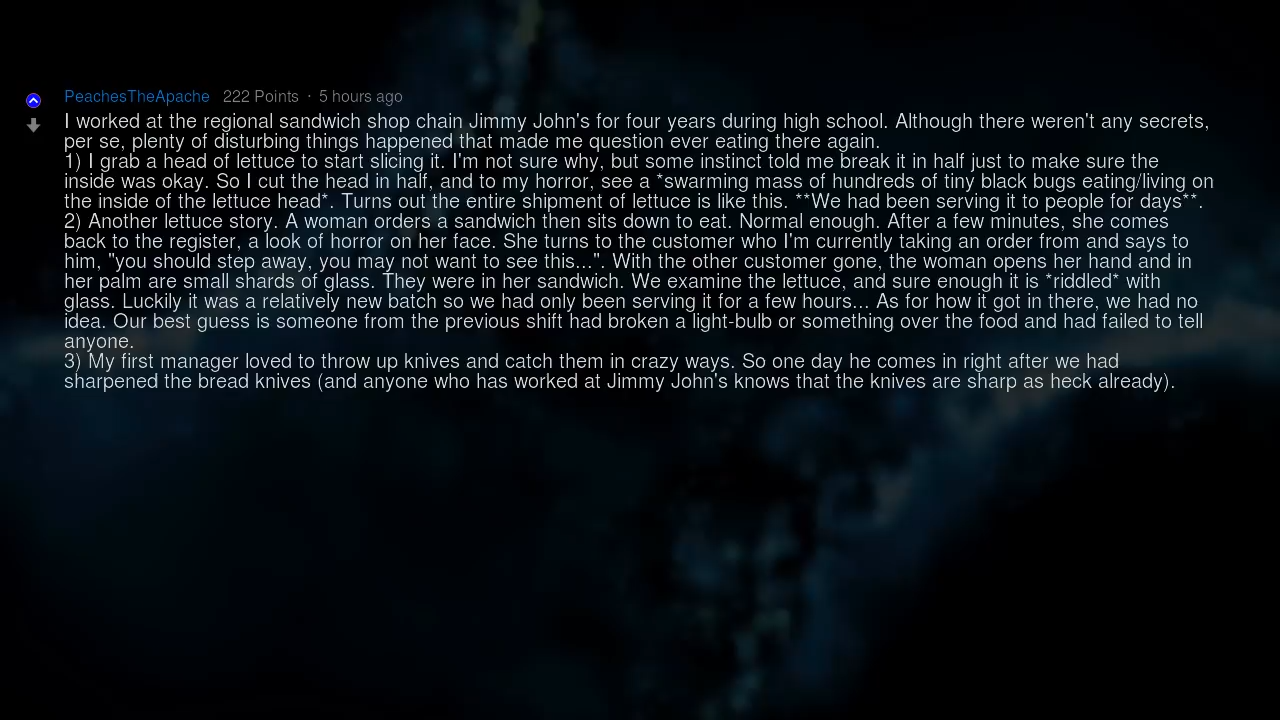 PeachesTheApache 222 Points · 5 hours ago
I worked at the regional sandwich shop chain Jimmy John's for four years during high school. Although there weren't any secrets,
per se, plenty of disturbing things happened that made me question ever eating there again.
1) I grab a head of lettuce to start slicing it. I'm not sure why, but some instinct told me break it in half just to make sure the
inside was okay. So I cut the head in half, and to my horror, see a *swarming mass of hundreds of tiny black bugs eating/living on
the inside of the lettuce head*. Turns out the entire shipment of lettuce is like this. **We had been serving it to people for days**.
2) Another lettuce story. A woman orders a sandwich then sits down to eat. Normal enough. After a few minutes, she comes
back to the register, a look of horror on her face. She turns to the customer who I'm currently taking an order from and says to
him, "you should step away, you may not want to see this...". With the other customer gone, the woman opens her hand and in
her palm are small shards of glass. They were in her sandwich. We examine the lettuce, and sure enough it is *riddled* with
glass. Luckily it was a relatively new batch so we had only been serving it for a few hours... As for how it got in there, we had no
idea. Our best guess is someone from the previous shift had broken a light-bulb or something over the food and had failed to tell
anyone.
3) My first manager loved to throw up knives and catch them in crazy ways. So one day he comes in right after we had
sharpened the bread knives (and anyone who has worked at Jimmy John's knows that the knives are sharp as heck already).